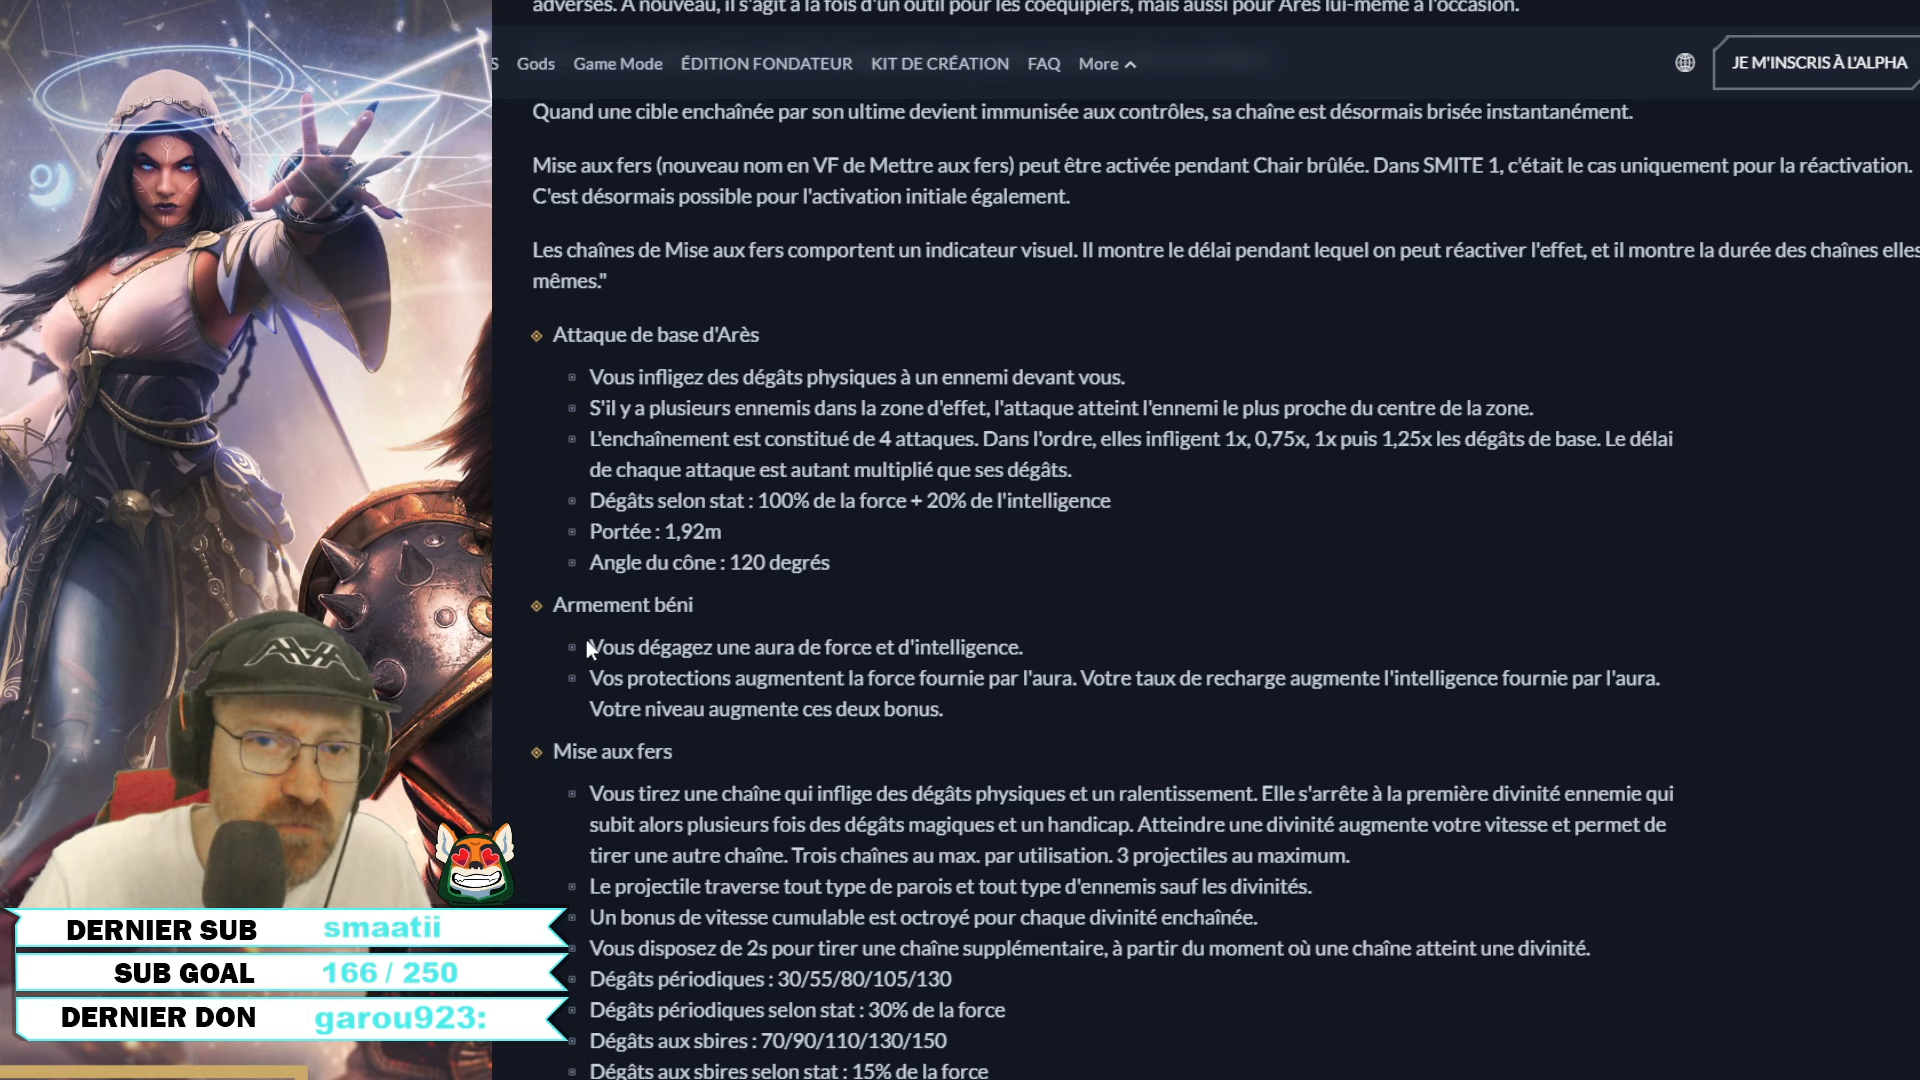 adverses. À nouveau, il s'agit à la fois d'un outil pour les coéquipiers, mais aussi pour Arès lui-même à l'occasion.
S Gods Game Mode ÉDITION FONDATEUR KIT DE CRÉATION FAQ More JE M'INSCRIS À L'ALPHA
Quand une cible enchaînée par son ultime devient immunisée aux contrôles, sa chaîne est désormais brisée instantanément.
Mise aux fers (nouveau nom en VF de Mettre aux fers) peut être activée pendant Chair brûlée. Dans SMITE 1, c'était le cas uniquement pour la réactivation.
C'est désormais possible pour l'activation initiale également.
Les chaînes de Mise aux fers comportent un indicateur visuel. Il montre le délai pendant lequel on peut réactiver l'effet, et il montre la durée des chaînes elles
mêmes."
Attaque de base d'Arès
Vous infligez des dégâts physiques à un ennemi devant vous.
S'il y a plusieurs ennemis dans la zone d'effet, l'attaque atteint l'ennemi le plus proche du centre de la zone.
L'enchaînement est constitué de 4 attaques. Dans l'ordre, elles infligent 1x, 0,75x, 1x puis 1,25x les dégâts de base. Le délai
de chaque attaque est autant multiplié que ses dégâts.
Dégâts selon stat : 100% de la force + 20% de l'intelligence
Portée : 1,92m
Angle du cône : 120 degrés
Armement béni
Vous dégagez une aura de force et d'intelligence.
Vos protections augmentent la force fournie par l'aura. Votre taux de recharge augmente l'intelligence fournie par l'aura.
Votre niveau augmente ces deux bonus.
Mise aux fers
Vous tirez une chaîne qui inflige des dégâts physiques et un ralentissement. Elle s'arrête à la première divinité ennemie qui
subit alors plusieurs fois des dégâts magiques et un handicap. Atteindre une divinité augmente votre vitesse et permet de
tirer une autre chaîne. Trois chaînes au max. par utilisation. 3 projectiles au maximum.
Le projectile traverse tout type de parois et tout type d'ennemis sauf les divinités.
Un bonus de vitesse cumulable est octroyé pour chaque divinité enchaînée.
Vous disposez de 2s pour tirer une chaîne supplémentaire, à partir du moment où une chaîne atteint une divinité.
Dégâts périodiques : 30/55/80/105/130
Dégâts périodiques selon stat : 30% de la force
Dégâts aux sbires : 70/90/110/130/150
Dégâts aux sbires selon stat : 15% de la force
DERNIER SUB smaatii
SUB GOAL 166 / 250
DERNIER DON garou923: